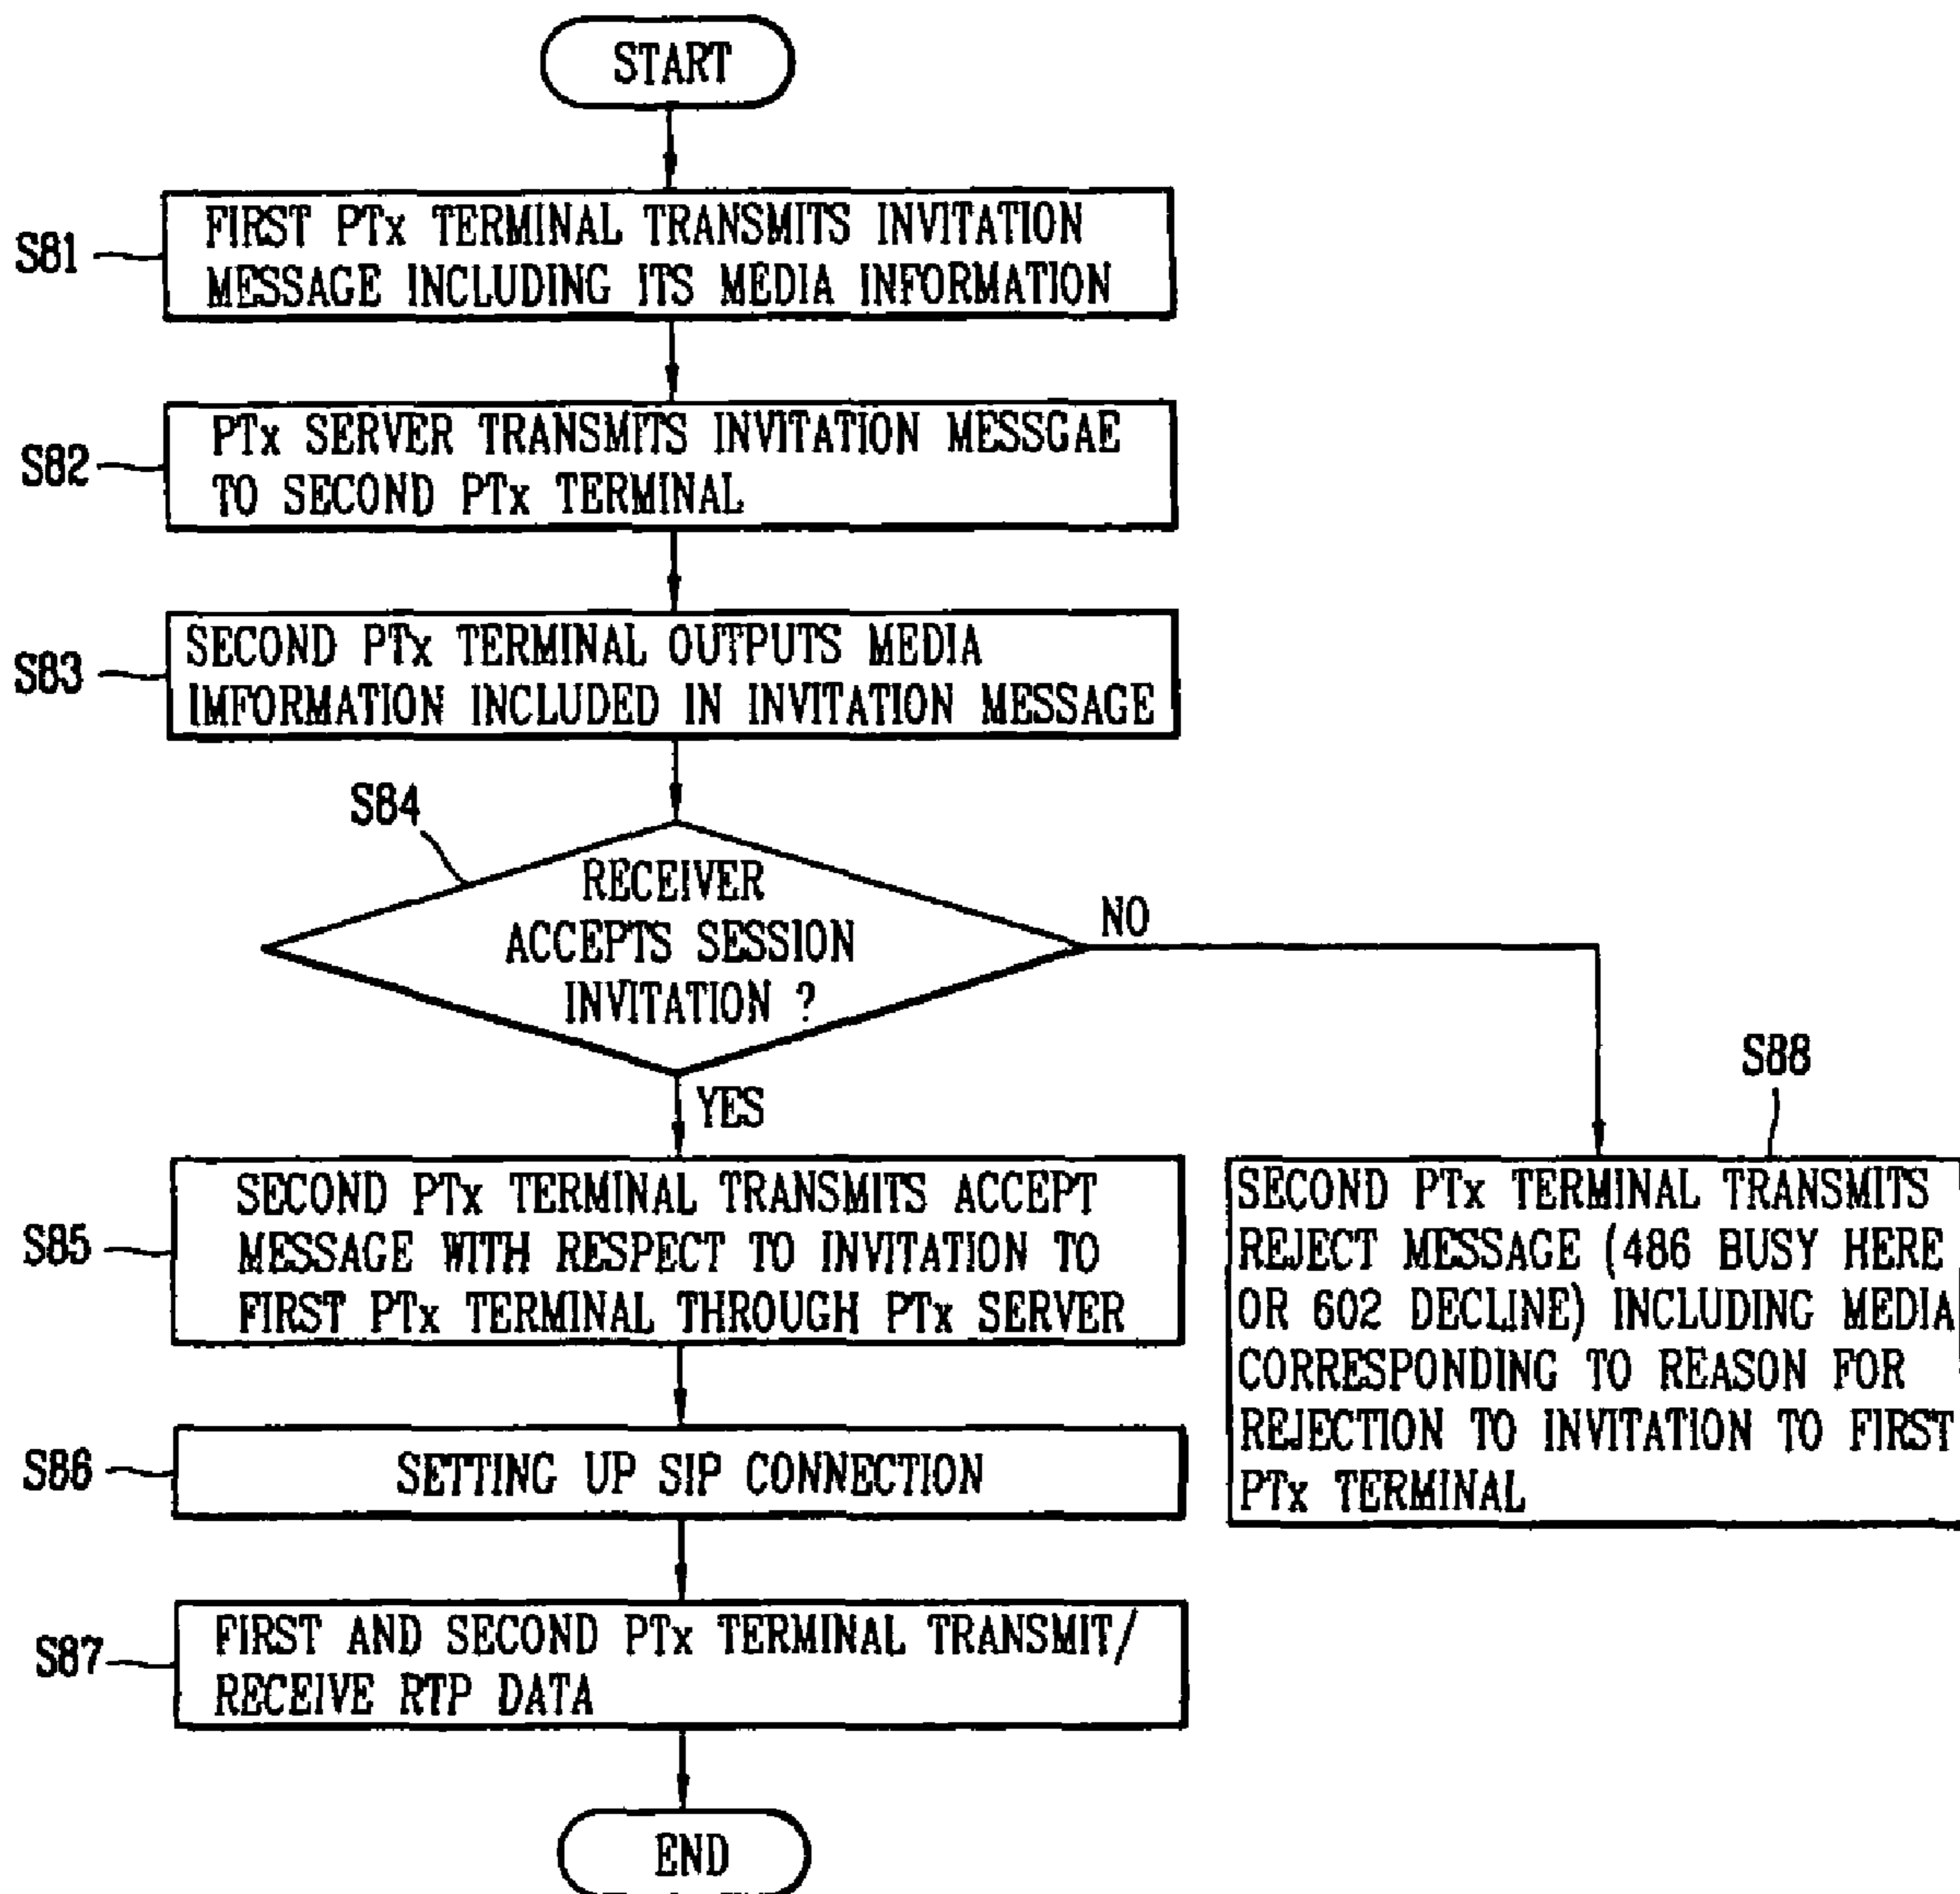 START
S81
FIRST PTx TERMINAL TRANSMITS INVITATION
MESSAGE INCLUDING ITS MEDIA INFORMATION
S82
PTx SERVER TRANSMITS INVITATION MESSGAE
TO SECOND PTx TERMINAL
S83
SECOND PTx TERMINAL OUTPUTS MEDIA
IMFORMATION INCLUDED IN INVITATION MESSAGE
S84
RECEIVER
ACCEPTS SESSION
INVITATION ?
NO
YES
S85
SECOND PTx TERMINAL TRANSMITS ACCEPT
MESSAGE WITH RESPECT TO INVITATION TO
FIRST PTx TERMINAL THROUGH PTx SERVER
S88
SECOND PTx TERMINAL TRANSMITS
REJECT MESSAGE (486 BUSY HERE
OR 602 DECLINE) INCLUDING MEDIA
CORRESPONDING TO REASON FOR
REJECTION TO INVITATION TO FIRST
PTx TERMINAL
S86
SETTING UP SIP CONNECTION
S87
FIRST AND SECOND PTx TERMINAL TRANSMIT/
RECEIVE RTP DATA
END